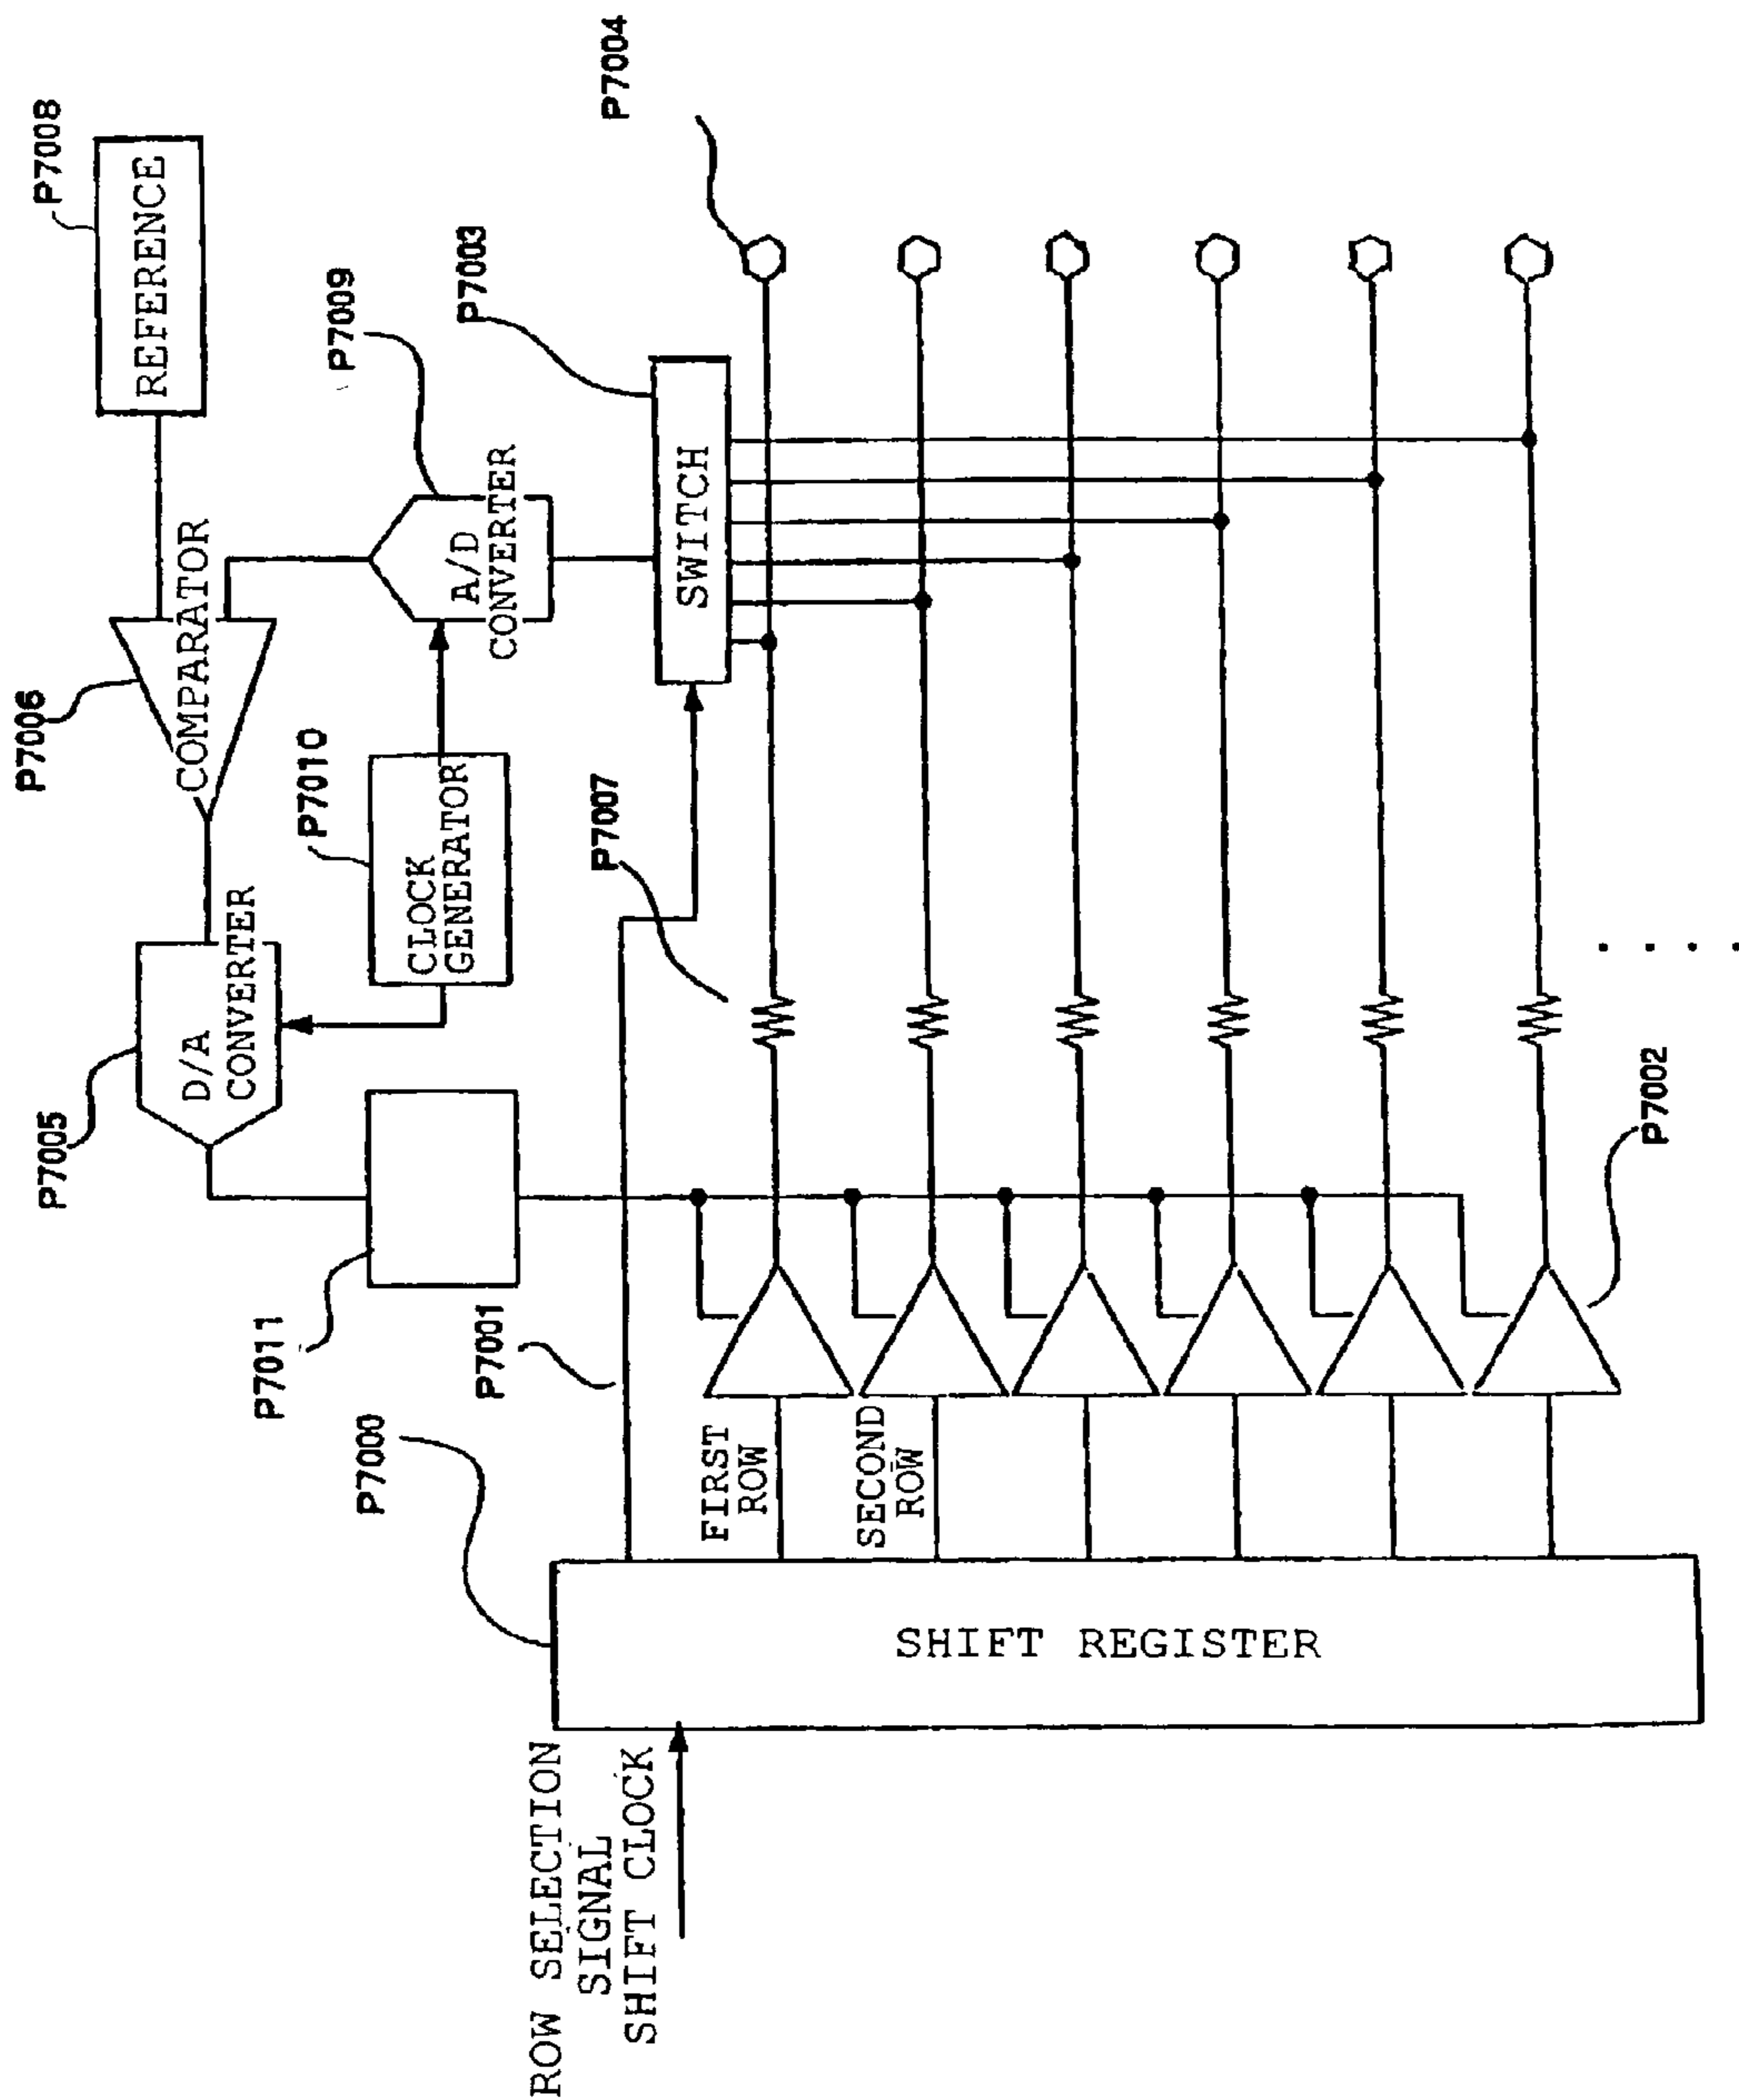 P7008
REFERENCE
P7006
COMPARATOR
P7009
A/D
CONVERTER
P7010
CLOCK
GENERATOR
P7005
D/A
CONVERTER
P7011
P7003
SWITCH
P7004
P7007
P7001
P7000
FIRST
ROW
SECOND
ROW
P7002
SHIFT REGISTER
ROW SELECTION
SIGNAL
SHIFT CLOCK